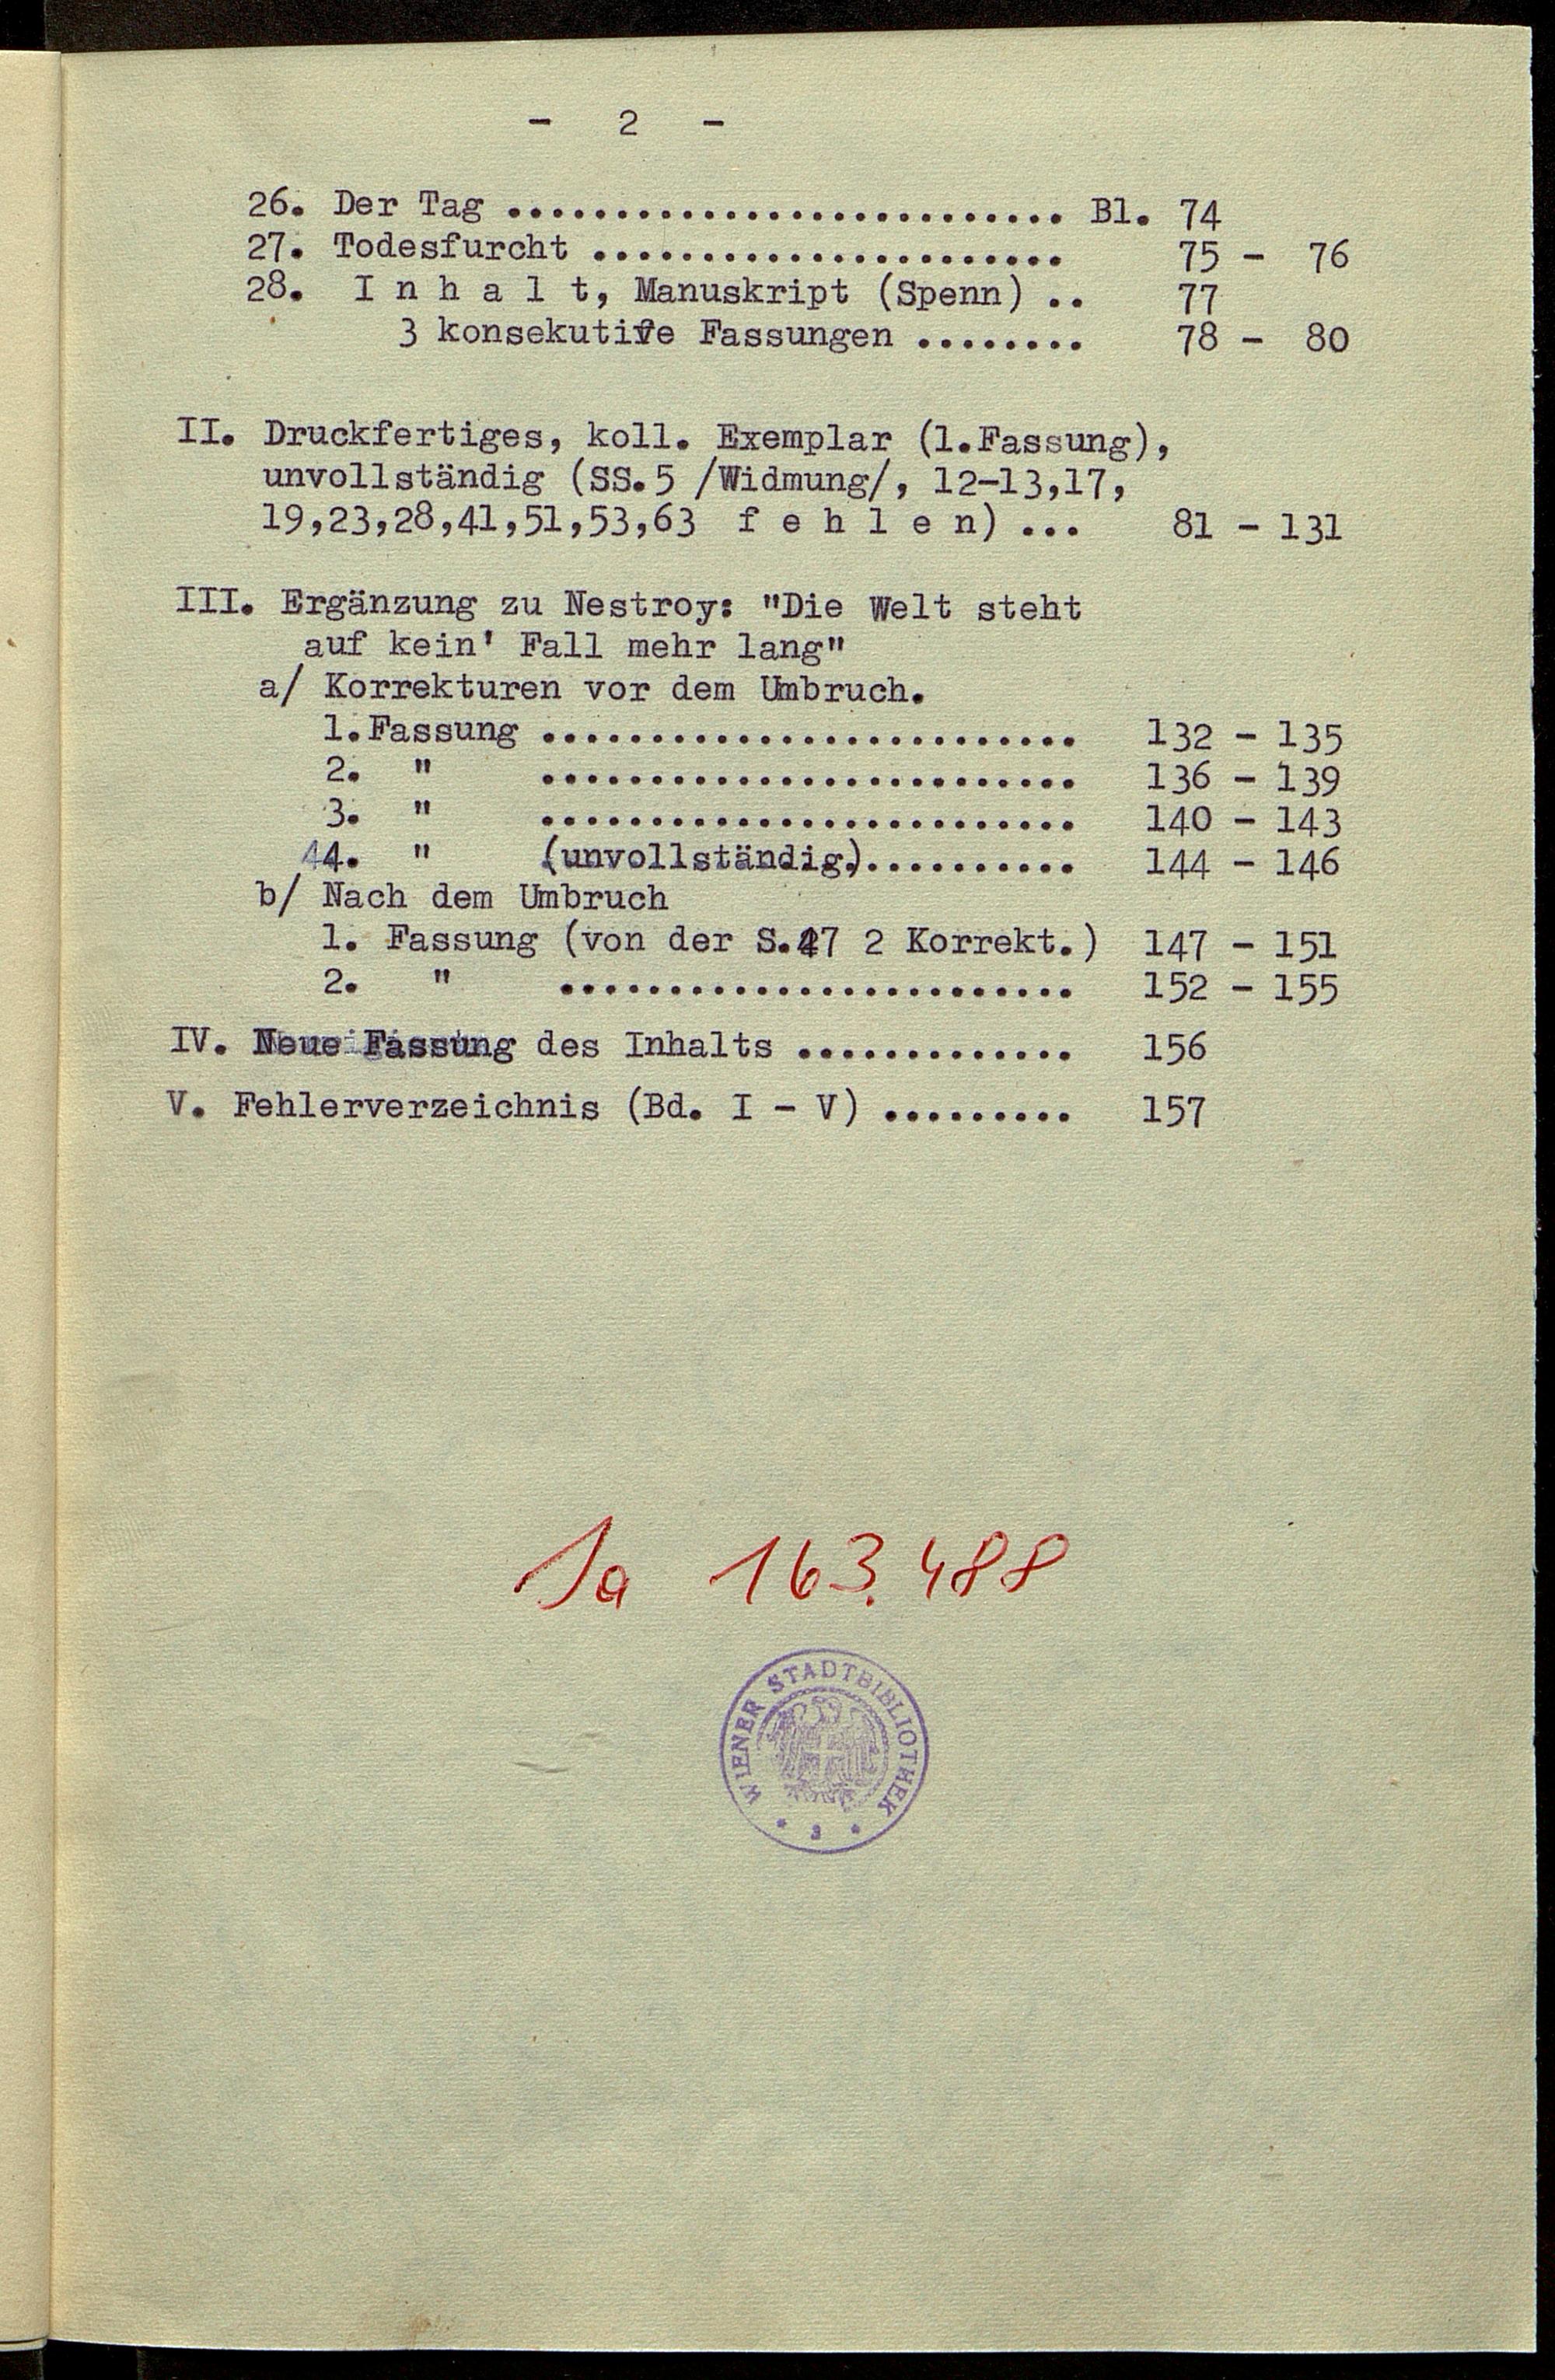 - 2 -
26. Der Tag .......................... Bl. 74
27. Todesfurcht ...................... 75 - 76
28. I n h a l t, Manuskript (Spenn) .. 77
3 konsekutive Fassungen ........ 78 - 80
II. Druckfertiges, koll. Exemplar (1.Fassung),
unvollständig (SS.5 /Widmung/, 12-13,17,
19,23,28,41,51,53,63 f e h l e n) ... 81 - 131
III. Ergänzung zu Nestroy: "Die Welt steht
auf kein' Fall mehr lang"
a/ Korrekturen vor dem Umbruch.
1.Fassung ......................... 132 - 135
2. " ......................... 136 - 139
3. " ......................... 140 - 143
4. " (unvollständig).......... 144 - 146
b/ Nach dem Umbruch
1. Fassung (von der S. 2 Korrekt.) 147 - 151
2. " ........................ 152 - 155
IV. Neue Fassung des Inhalts ............. 156
V. Fehlerverzeichnis (Bd. I - V) ......... 157
Ja 163.488
WIENER STADTBIBLIOTHEK
* 3 *